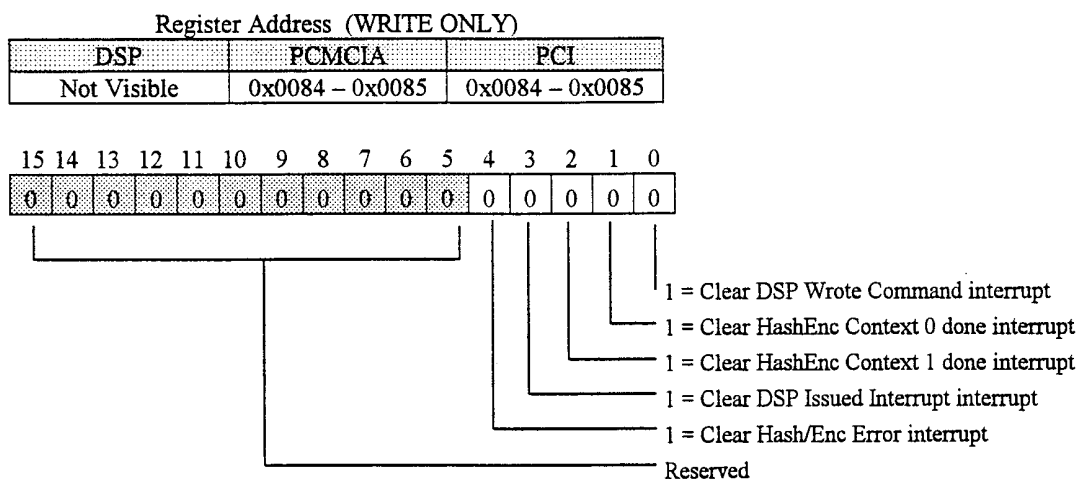 Register Address (WRITE ONLY)
DSP PCMCIA PCI
Not Visible 0x0084 – 0x0085 0x0084 – 0x0085
15 14 13 12 11 10 9 8 7 6 5 4 3 2 1 0
0 0 0 0 0 0 0 0 0 0 0 0 0 0 0 0
1 = Clear DSP Wrote Command interrupt
1 = Clear HashEnc Context 0 done interrupt
1 = Clear HashEnc Context 1 done interrupt
1 = Clear DSP Issued Interrupt interrupt
1 = Clear Hash/Enc Error interrupt
Reserved